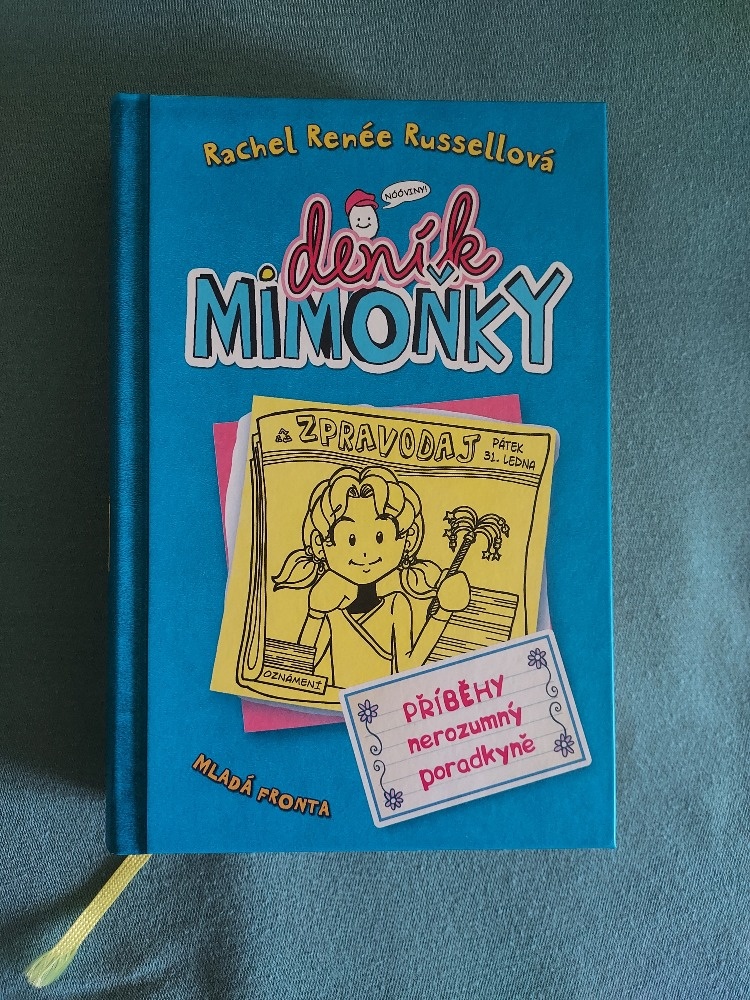 Rachel Renée Russellová
NÓÓVINY!
deník
MIMOŇKY
ZPRAVODAJ
PÁTEK
31. LEDNA
OZNÁMENÍ
PŘÍBĚHY
nerozumný
poradkyně
MLADÁ FRONTA